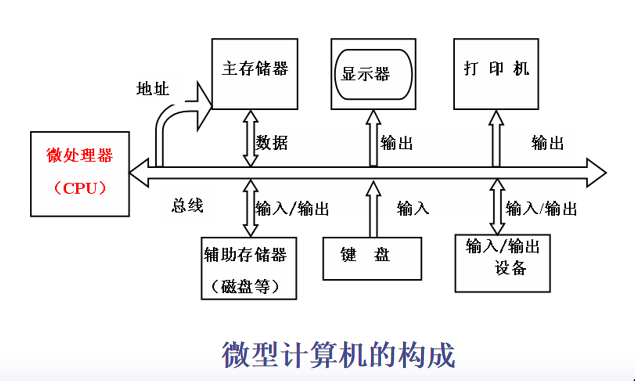 地址
主存储器
显示器
打 印 机
数据
输出
输出
微处理器
（CPU）
总线
输入/输出
输入
输入/输出
辅助存储器
（磁盘等）
键 盘
输入/输出
设备
微型计算机的构成